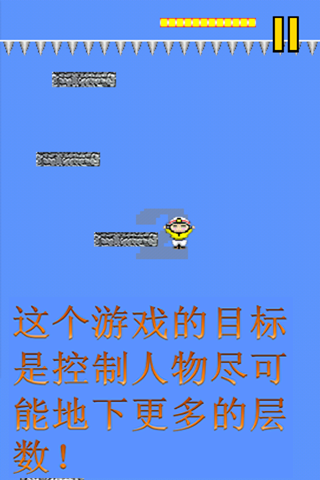 这个游戏的目标
是控制人物尽可
能地下更多的层
数！